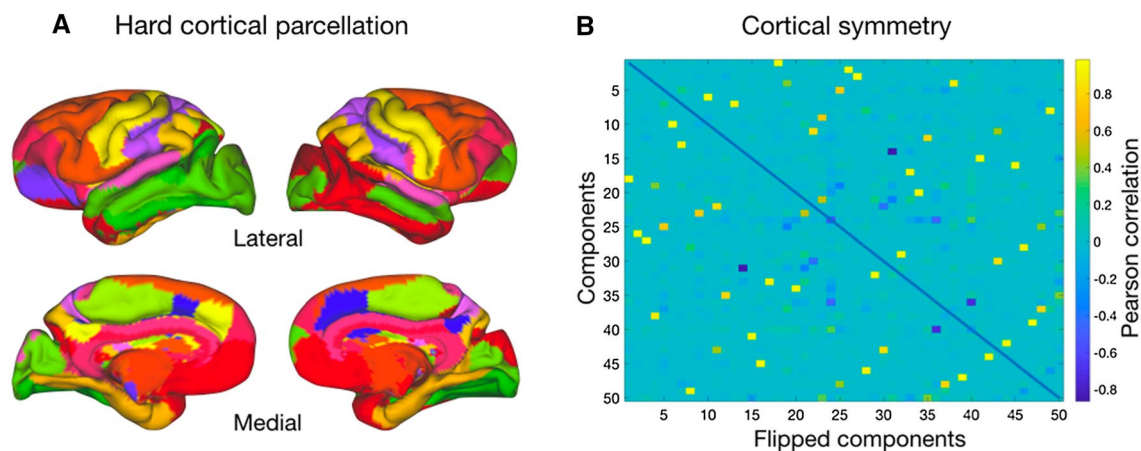 A Hard cortical parcellation
Lateral
Medial
B Cortical symmetry
Components
5
10
15
20
25
30
35
40
45
50
5 10 15 20 25 30 35 40 45 50
Flipped components
0.8
0.6
0.4
0.2
0
-0.2
-0.4
-0.6
-0.8
Pearson correlation